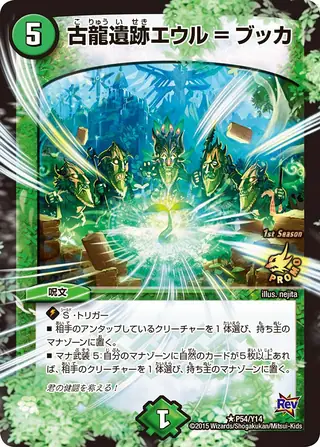 5
こりゅういせき
古龍遺跡エウル＝ブッカ
1st Season
PROMO
illus. nejita
呪文
S・トリガー
■ 相手のアンタップしているクリーチャーを1体選び、持ち主の
マナゾーンに置く。
■ マナ武装 5：自分のマナゾーンに自然のカードが5枚以上あれ
ば、相手のクリーチャーを1体選び、持ち主のマナゾーンに置く。
君の健闘を称える！
1
Rev
★ P54/Y14
©2015 Wizards/Shogakukan/Mitsui-Kids